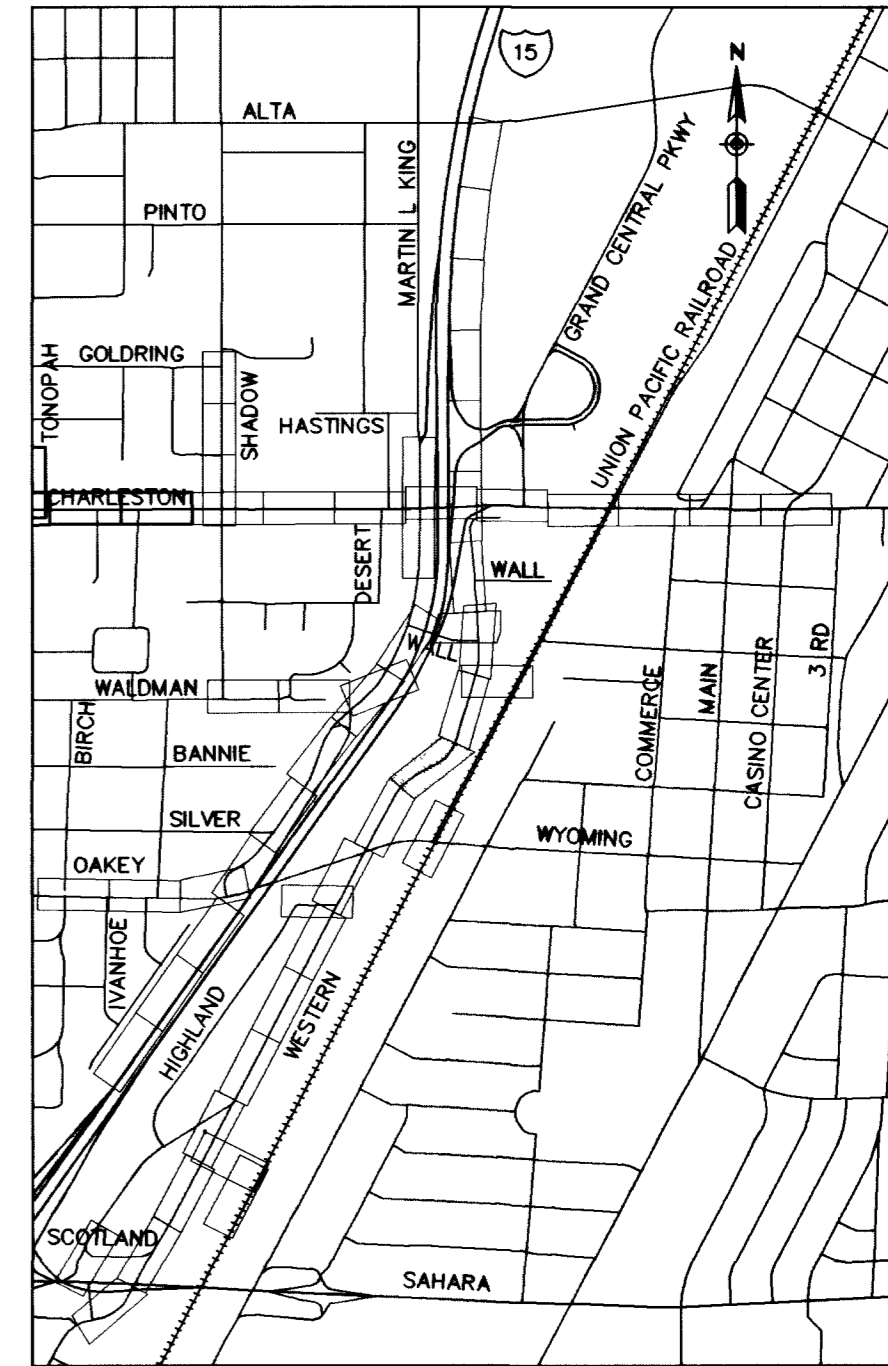 15
N
ALTA
MARTIN L KING
GRAND CENTRAL PKWY
PINTO
UNION PACIFIC RAILROAD
TONOPAH
GOLDRING
SHADOW
HASTINGS
CHARLESTON
DESERT
WALL
W LL
WALDMAN
BIRCH
COMMERCE
MAIN
CASINO CENTER
3 RD
BANNIE
SILVER
WYOMING
OAKEY
IVANHOE
HIGHLAND
WESTERN
SCOTLAND
SAHARA